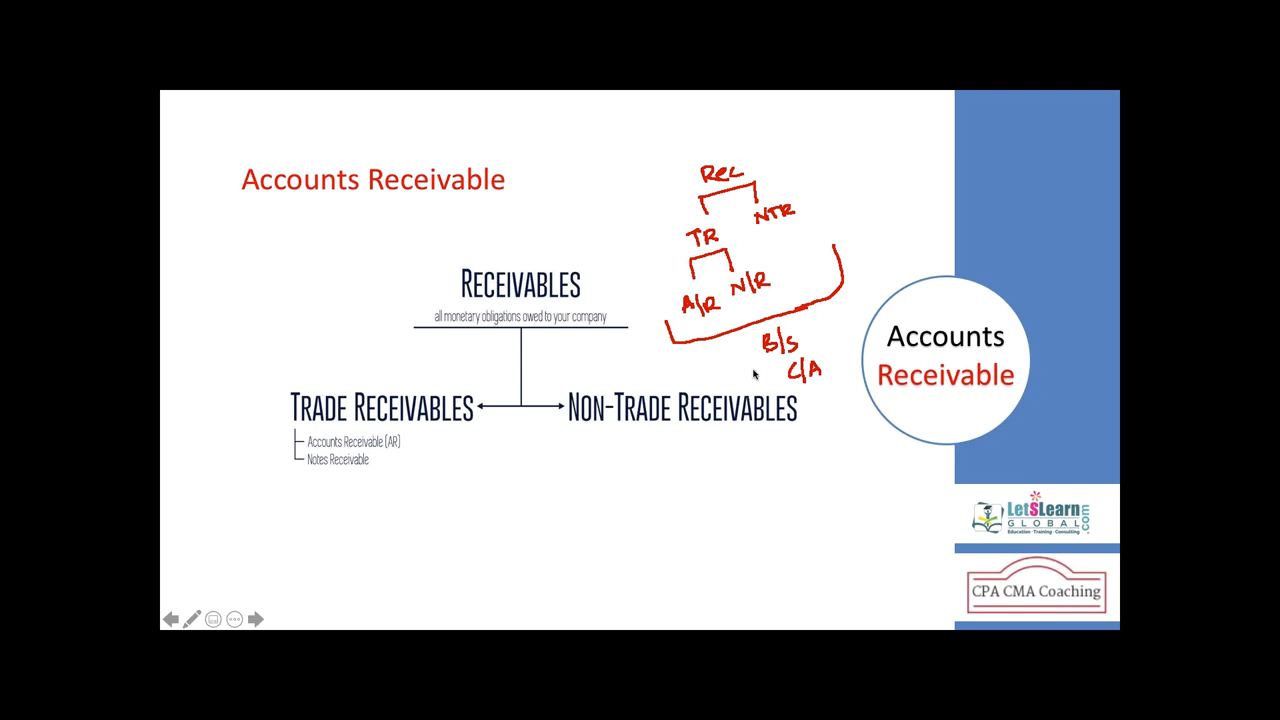 Accounts Receivable
Rec
NTR
TR
A/R N/R
B/S
C/A
RECEIVABLES
all monetary obligations owed to your company
TRADE RECEIVABLES
NON-TRADE RECEIVABLES
Accounts Receivable (AR)
Notes Receivable
Accounts
Receivable
LetSLearn.com
GLOBAL
Education - Training - Consulting
CPA CMA Coaching